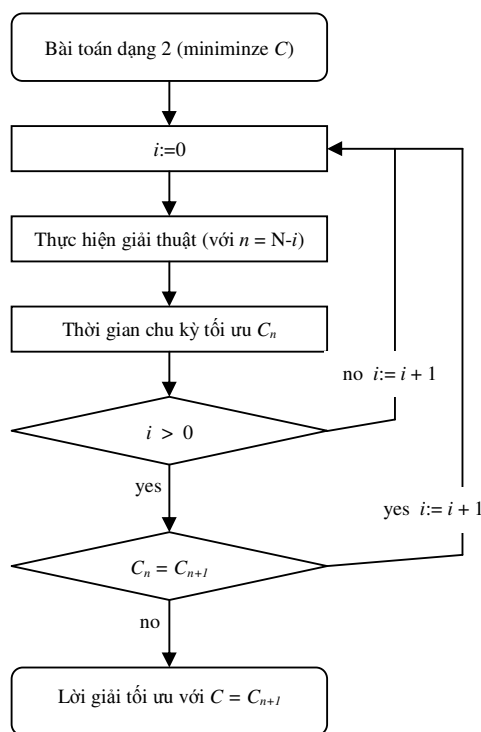 Bài toán dạng 2 (miniminze C)
i:=0
Thực hiện giải thuật (với n = N-i)
Thời gian chu kỳ tối ưu Cn
no i:= i + 1
i > 0
yes
yes i:= i + 1
Cn = Cn+1
no
Lời giải tối ưu với C = Cn+1